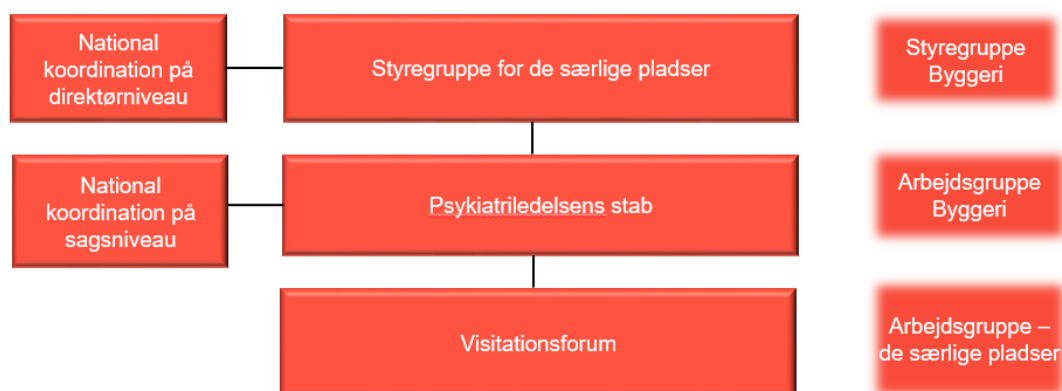 National
koordination på
direktørniveau
Styregruppe for de særlige pladser
Styregruppe
Byggeri
National
koordination på
sagsniveau
Psykiatriledelsens stab
Arbejdsgruppe
Byggeri
Visitationsforum
Arbejdsgruppe –
de særlige pladser